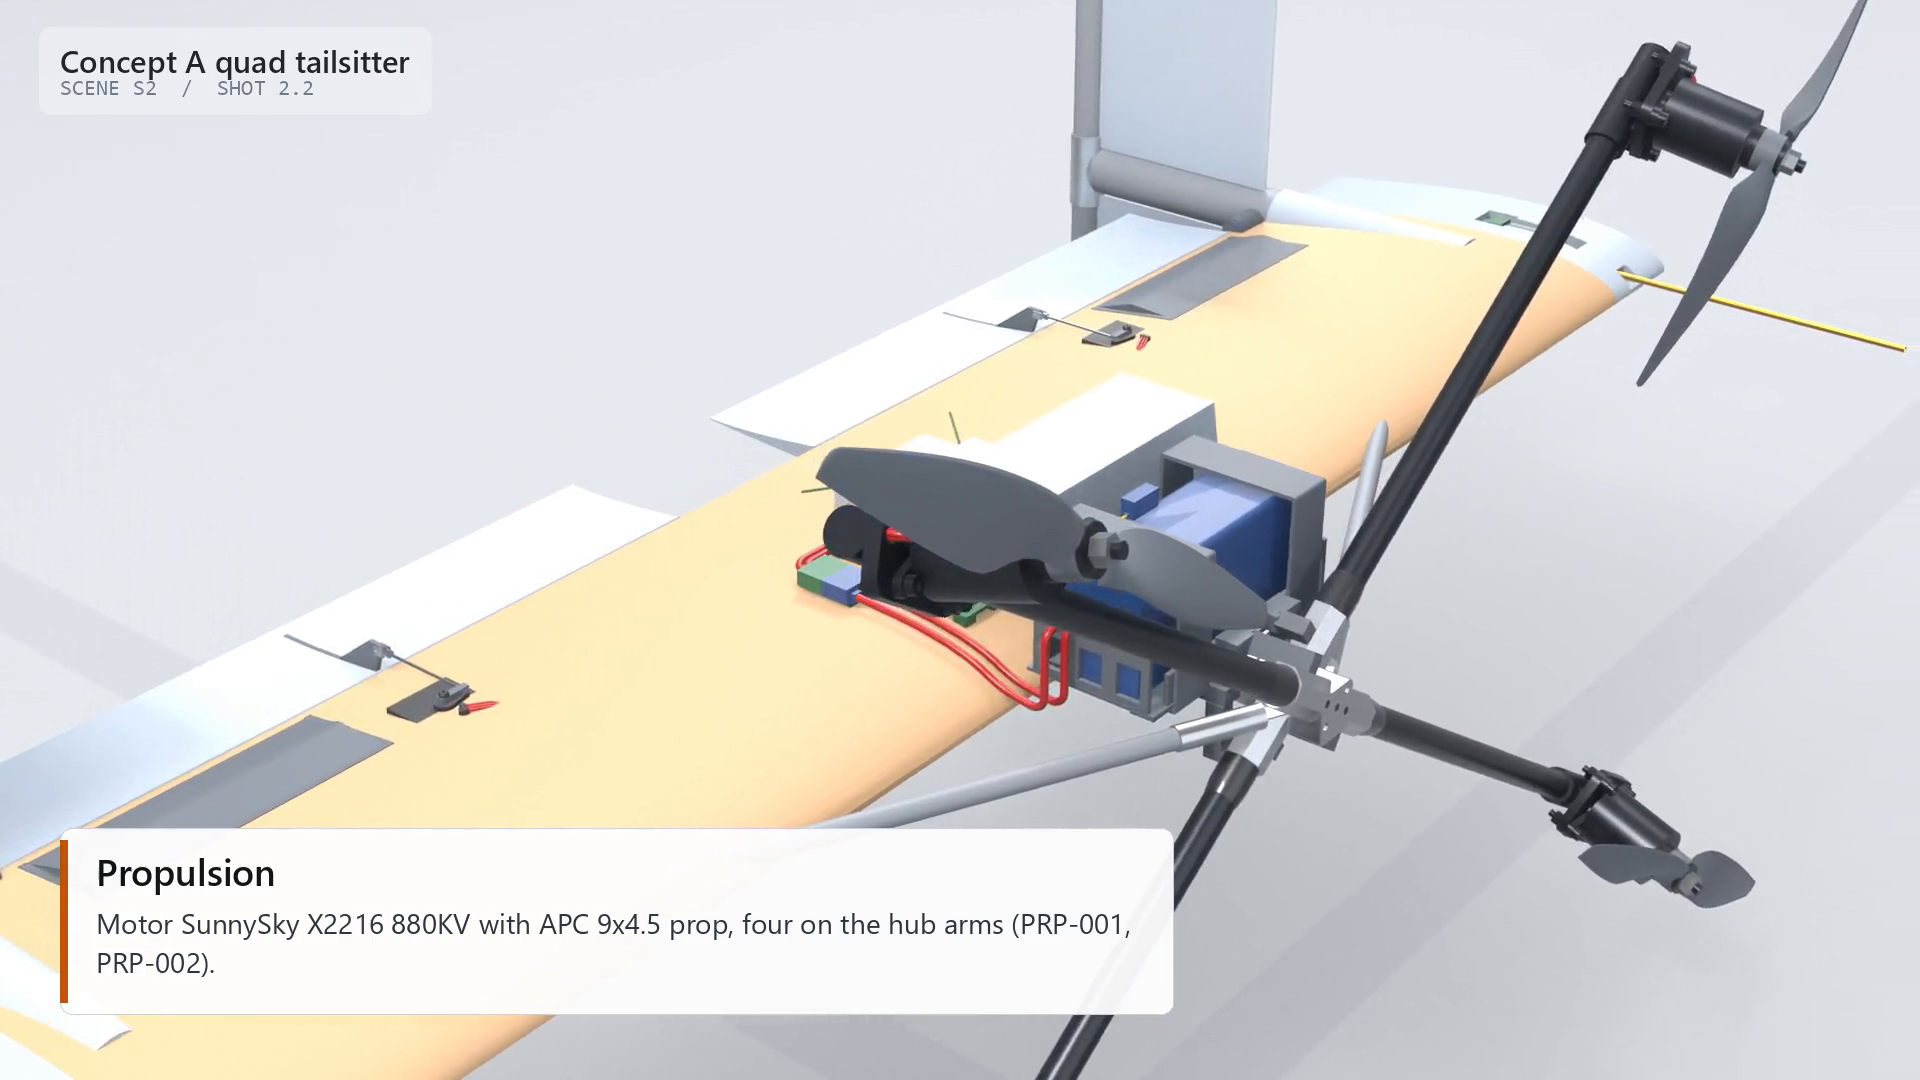 Concept A quad tailsitter
SCENE S2 / SHOT 2.2
Propulsion
Motor SunnySky X2216 880KV with APC 9x4.5 prop, four on the hub arms (PRP-001,
PRP-002).